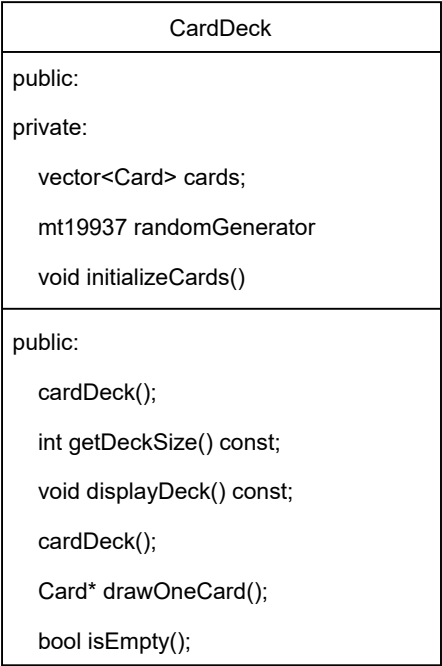 CardDeck
public:
private:
vector<Card> cards;
mt19937 randomGenerator
void initializeCards()
public:
cardDeck();
int getDeckSize() const;
void displayDeck() const;
cardDeck();
Card* drawOneCard();
bool isEmpty();